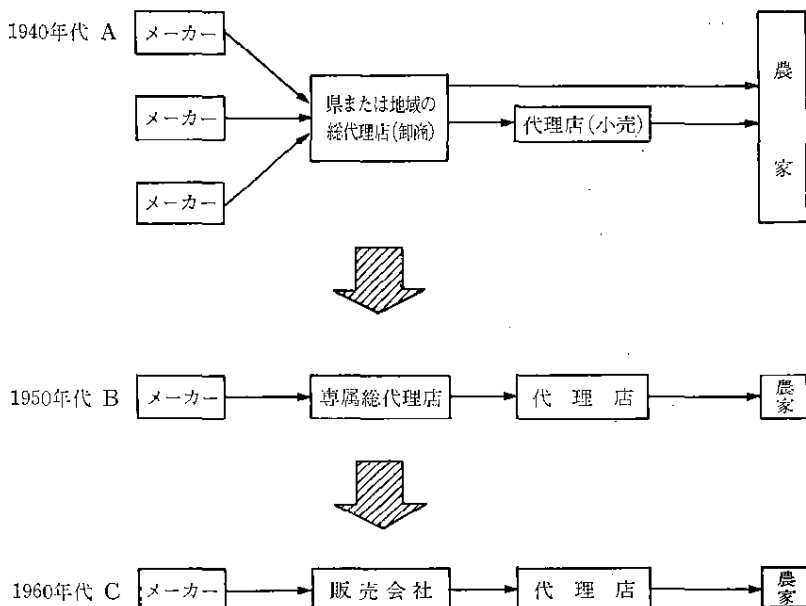 1940年代 A
メーカー
メーカー
メーカー
県または地域の
総代理店(卸商)
代理店(小売)
農
家
1950年代 B
メーカー
専属総代理店
代理店
農
家
1960年代 C
メーカー
販売会社
代理店
農
家